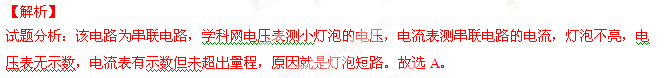 【解析】
试题分析：该电路为串联电路，学科网电压表测小灯泡的电压，电流表测串联电路的电流，灯泡不亮，电
压表无示数，电流表有示数但未超出量程，原因就是灯泡短路。故选 A。